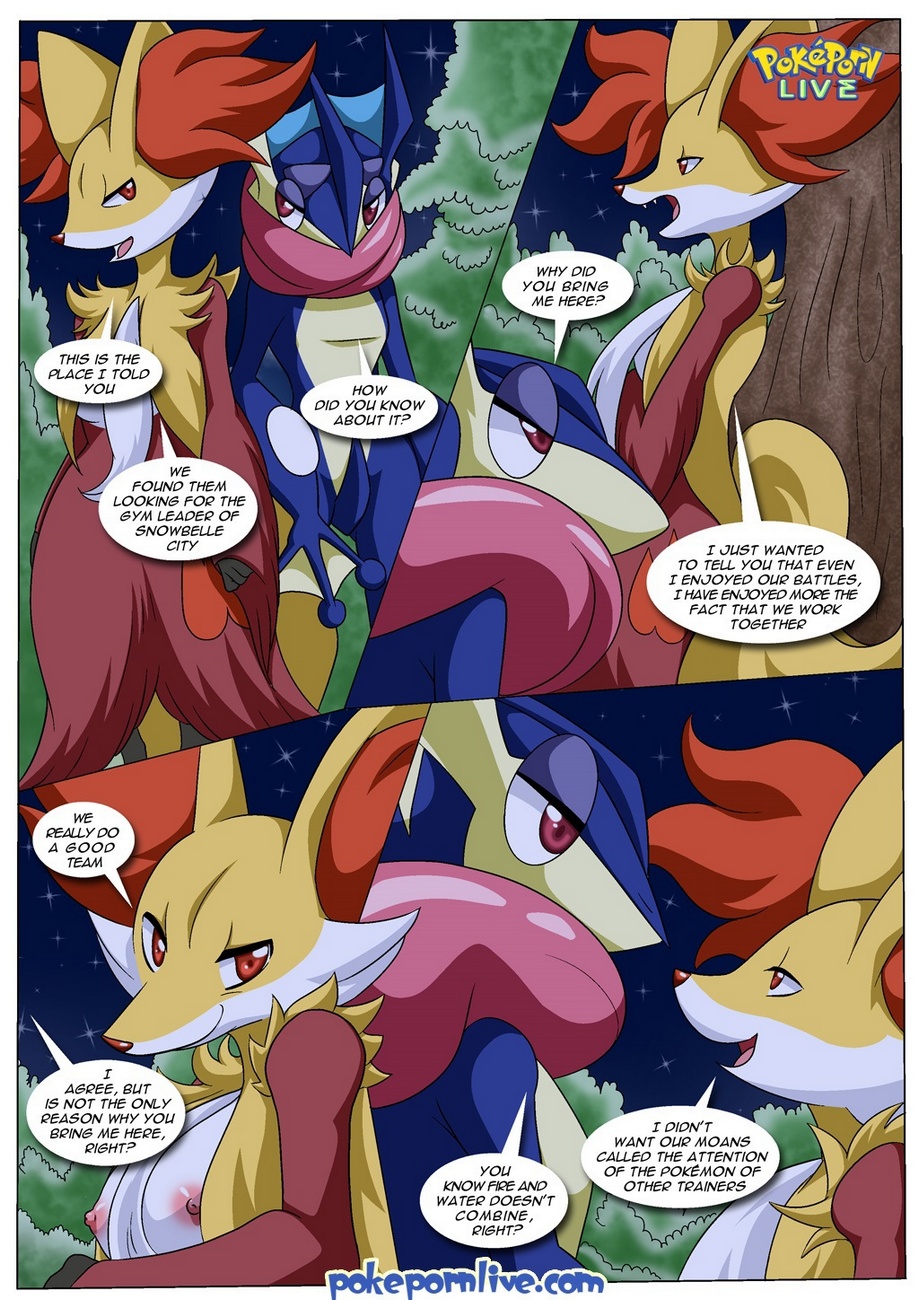 PokéPorn
LIVE
THIS IS THE
PLACE I TOLD
YOU
HOW
DID YOU KNOW
ABOUT IT?
WE
FOUND THEM
LOOKING FOR THE
GYM LEADER OF
SNOWBELLE
CITY
WHY DID
YOU BRING
ME HERE?
I JUST WANTED
TO TELL YOU THAT EVEN
I ENJOYED OUR BATTLES,
I HAVE ENJOYED MORE THE
FACT THAT WE WORK
TOGETHER
WE
REALLY DO
A GOOD
TEAM
I
AGREE, BUT
IS NOT THE ONLY
REASON WHY YOU
BRING ME HERE,
RIGHT?
I DIDN'T
WANT OUR MOANS
CALLED THE ATTENTION
OF THE POKÉMON OF
OTHER TRAINERS
YOU
KNOW FIRE AND
WATER DOESN'T
COMBINE,
RIGHT?
pokepornlive.com